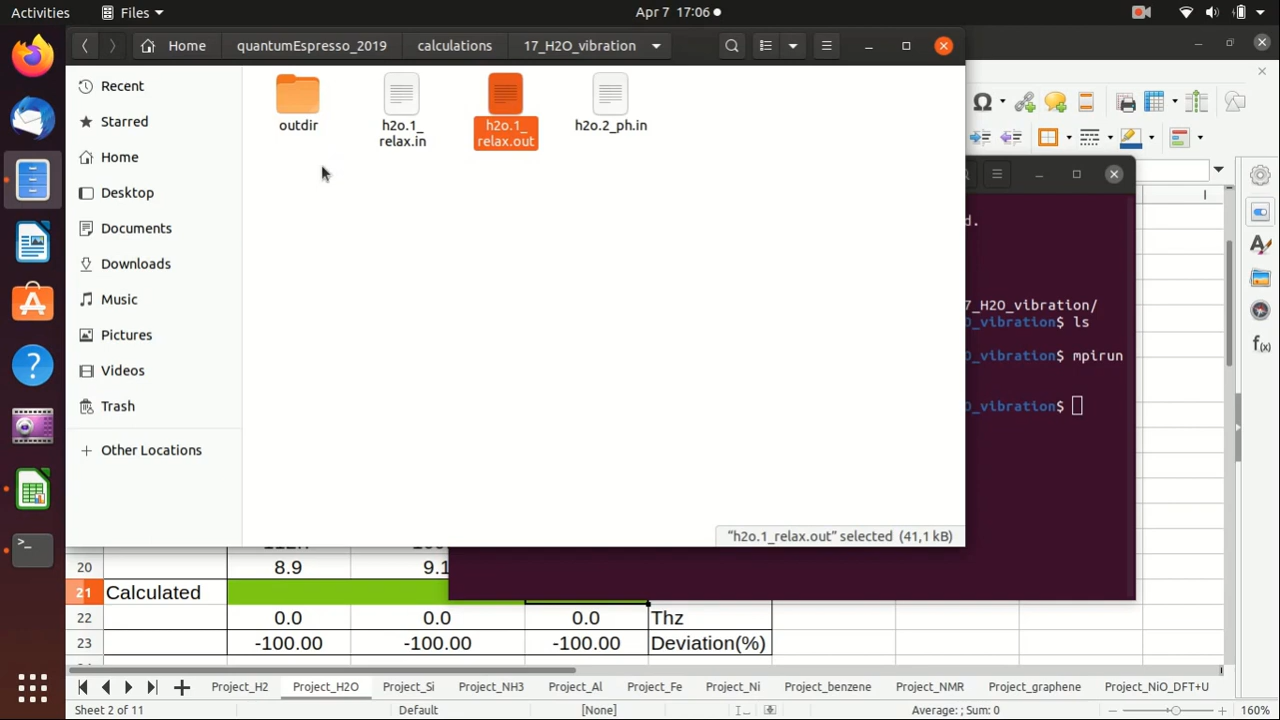 Activities
Files
Apr 7 17:06
Home
quantumEspresso_2019
calculations
17_H2O_vibration
Recent
Starred
Home
Desktop
Documents
Downloads
Music
Pictures
Videos
Trash
Other Locations
outdir
h2o.1_
relax.in
h2o.1_
relax.out
h2o.2_ph.in
"h2o.1_relax.out" selected (41,1 kB)
d.
7_H2O_vibration/
O_vibration$ ls
O_vibration$ mpirun
O_vibration$
I
f(x)
20 8.9 9.1
21 Calculated
22 0.0 0.0 0.0 Thz
23 -100.00 -100.00 -100.00 Deviation(%)
Project_H2 Project_H2O Project_Si Project_NH3 Project_Al Project_Fe Project_Ni Project_benzene Project_NMR Project_graphene Project_NiO_DFT+U
Sheet 2 of 11 Default [None] Average: ; Sum: 0 160%